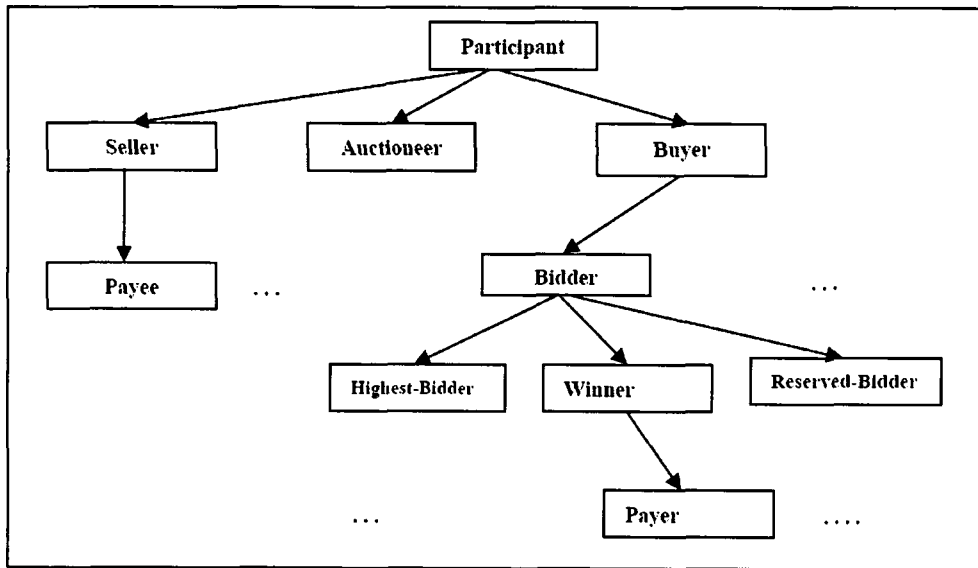 Participant
Seller
Auctioneer
Buyer
Payee
...
Bidder
...
Highest-Bidder
Winner
Reserved-Bidder
...
Payer
....